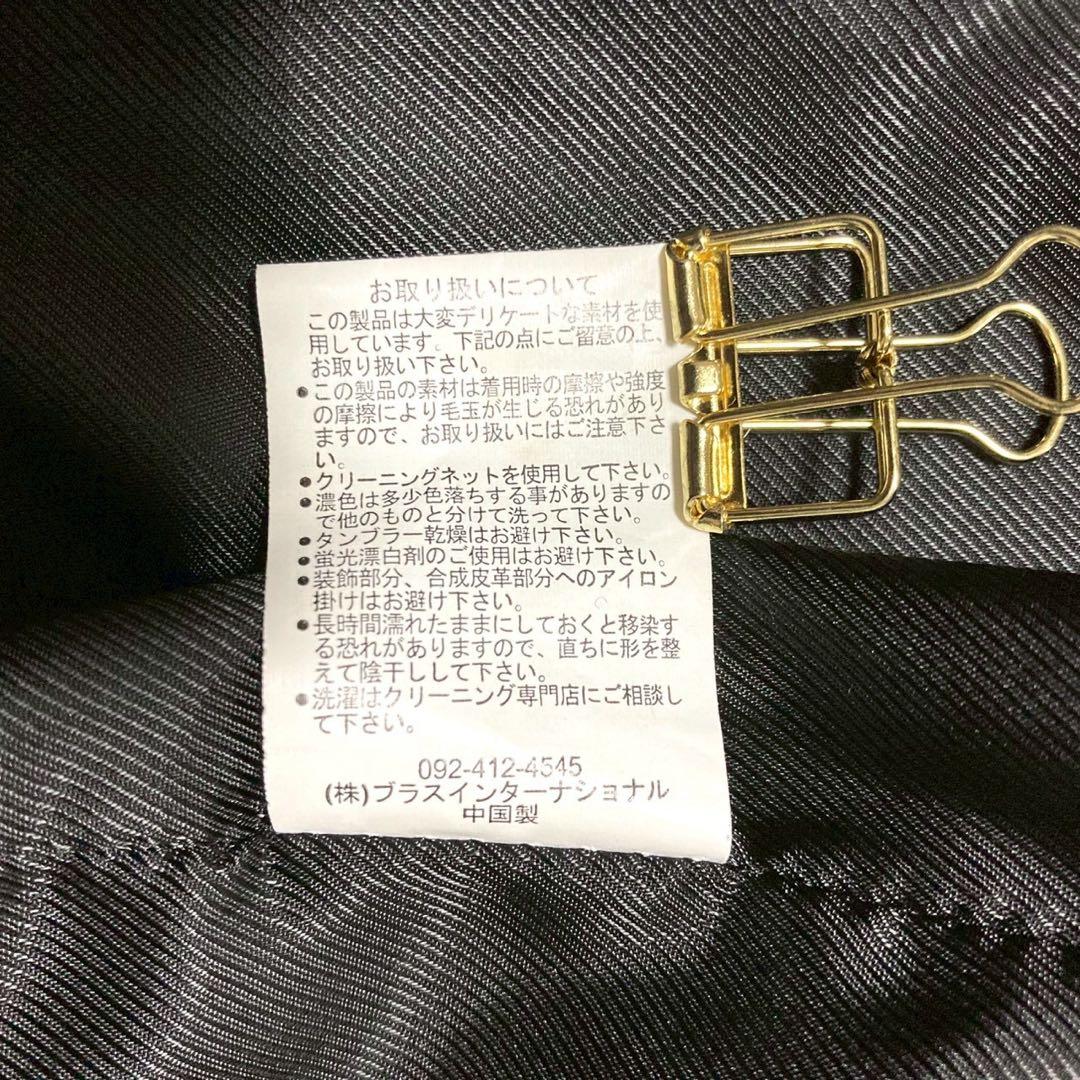 お取り扱いについて
この製品は大変デリケートな素材を使
用しています。下記の点にご留意の上、
お取り扱い下さい。
●この製品の素材は着用時の摩擦や強度
の摩擦により毛玉が生じる恐れがあり
ますので、お取り扱いにはご注意下さ
い。
●クリーニングネットを使用して下さい。
●濃色は多少色落ちする事がありますの
で他のものと分けて洗って下さい。
●タンブラー乾燥はお避け下さい。
●蛍光漂白剤のご使用はお避け下さい。
●装飾部分、合成皮革部分へのアイロン
掛けはお避け下さい。
●長時間濡れたままにしておくと移染す
る恐れがありますので、直ちに形を整
えて陰干しして下さい。
●洗濯はクリーニング専門店にご相談し
て下さい。
092-412-4545
(株)ブラスインターナショナル
中国製